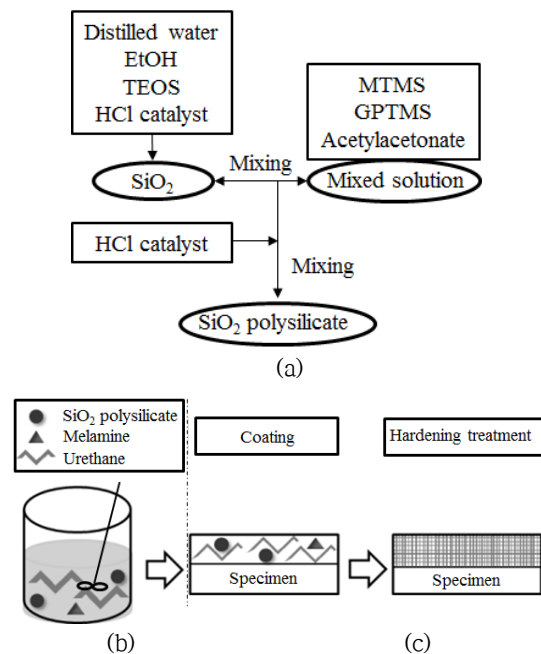 Distilled water
EtOH
TEOS
HCl catalyst
MTMS
GPTMS
Acetylacetonate
Mixing
SiO₂
Mixed solution
HCl catalyst
Mixing
SiO₂ polysilicate
(a)
SiO₂ polysilicate
Melamine
Urethane
Coating
Hardening treatment
Specimen
Specimen
(b)
(c)